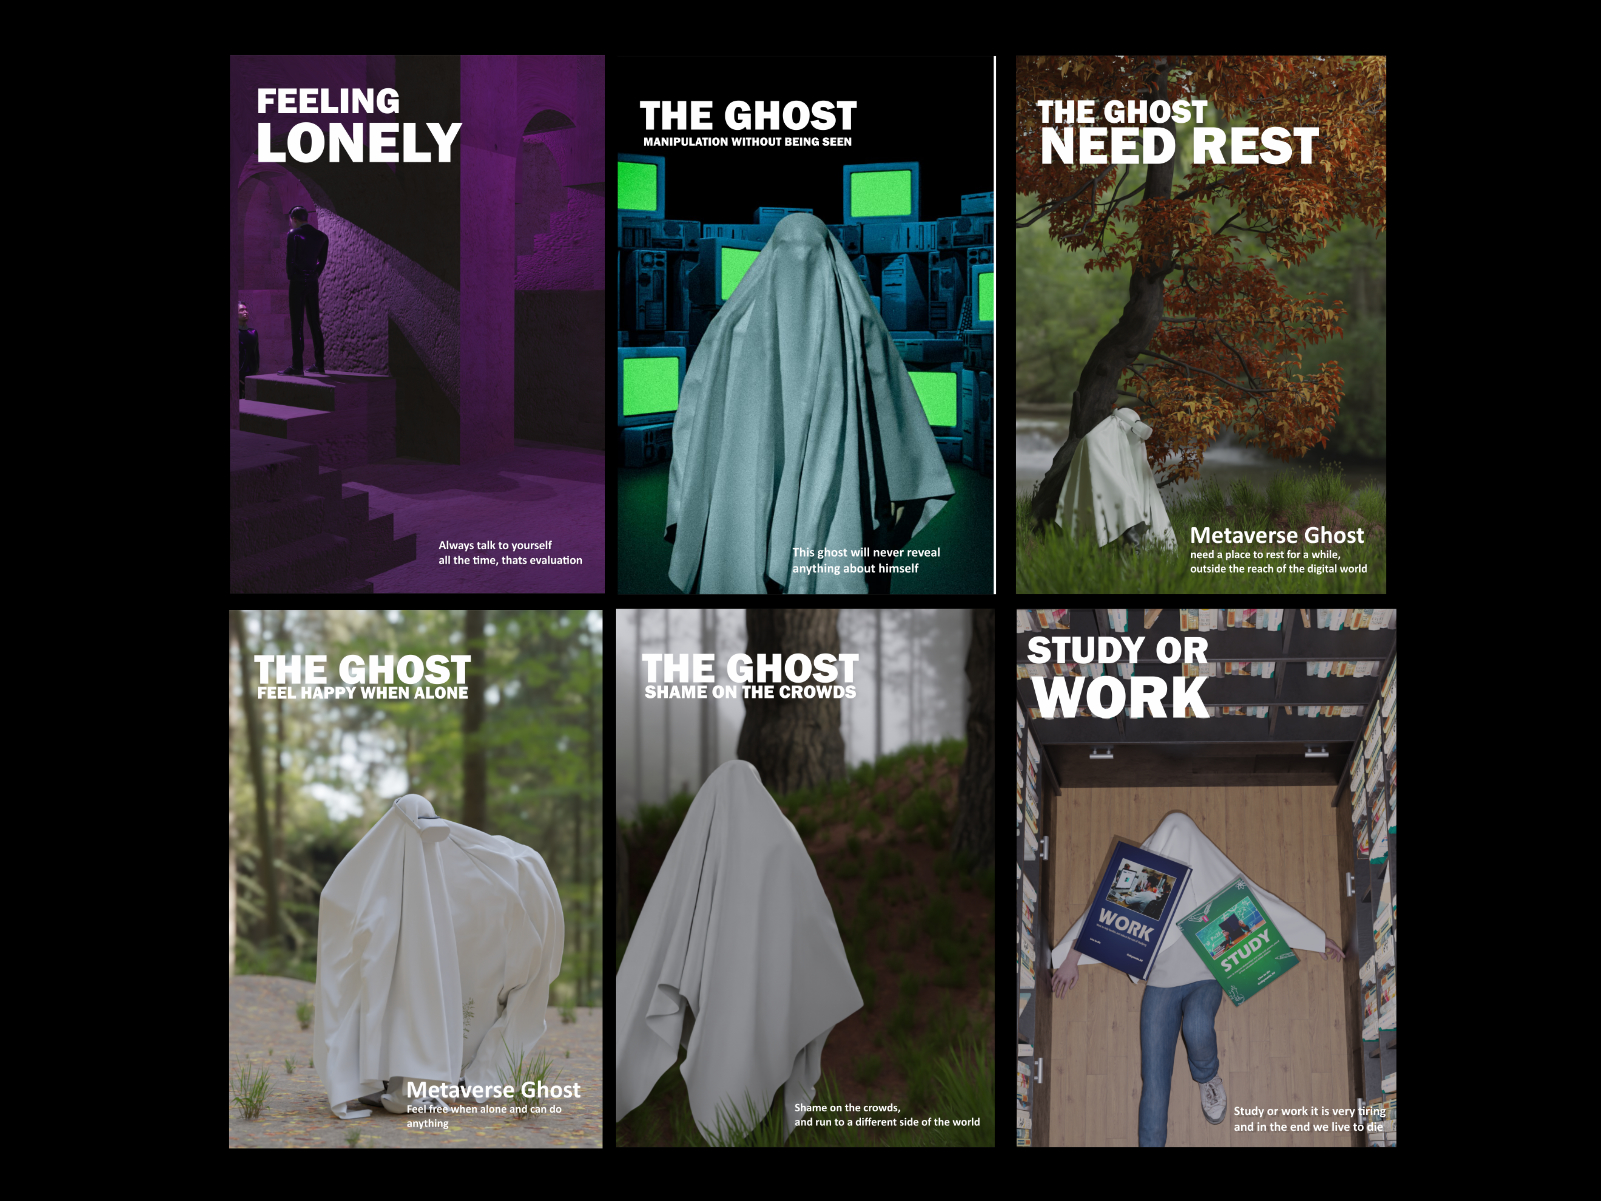 FEELING
LONELY
Always talk to yourself
all the time, thats evaluation
THE GHOST
MANIPULATION WITHOUT BEING SEEN
This ghost will never reveal
anything about himself
THE GHOST
NEED REST
Metaverse Ghost
need a place to rest for a while,
outside the reach of the digital world
THE GHOST
FEEL HAPPY WHEN ALONE
Metaverse Ghost
Feel free when alone and can do
anything
THE GHOST
SHAME ON THE CROWDS
Shame on the crowds,
and run to a different side of the world
STUDY OR
WORK
WORK
STUDY
Study or work it is very tiring
and in the end we live to die